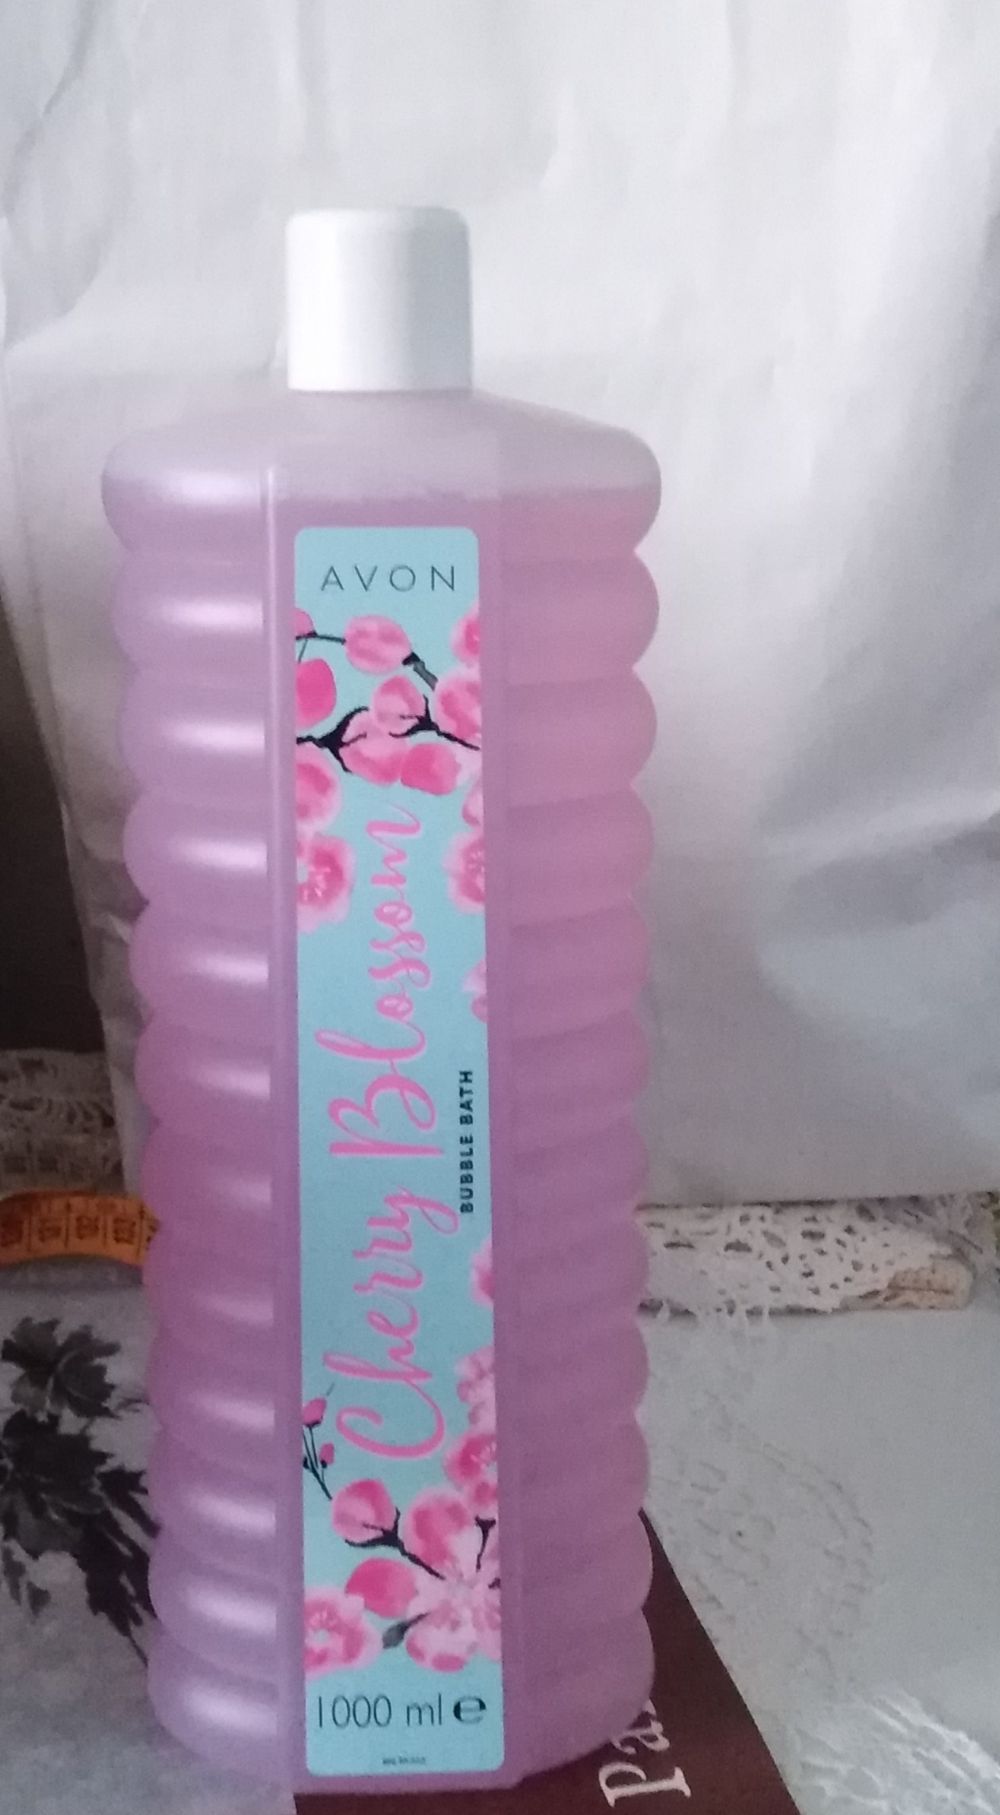 AVON
Cherry Blossom
BUBBLE BATH
1000 ml e